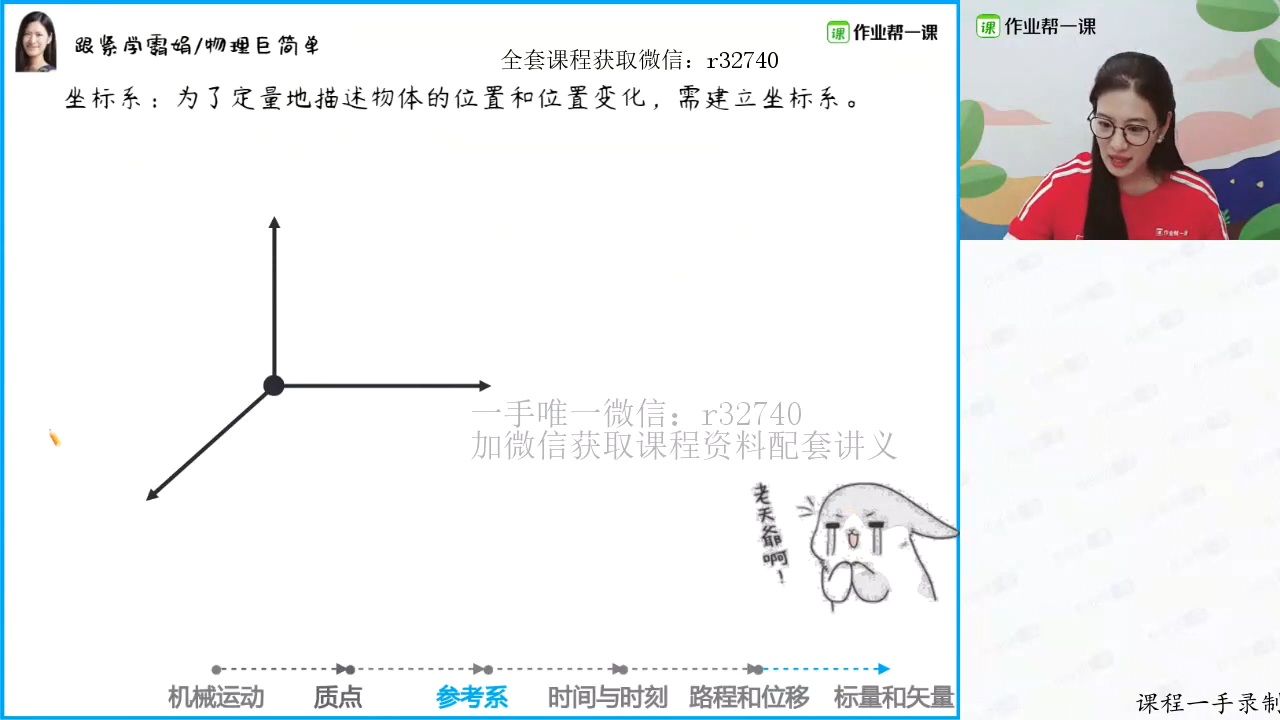 跟紧学霸娟/物理巨简单
课 作业帮一课
课 作业帮一课
全套课程获取微信：r32740
坐标系：为了定量地描述物体的位置和位置变化，需建立坐标系。
一手唯一微信：r32740
加微信获取课程资料配套讲义
老天爷啊！
机械运动 质点 参考系 时间与时刻 路程和位移 标量和矢量
课程一手录制